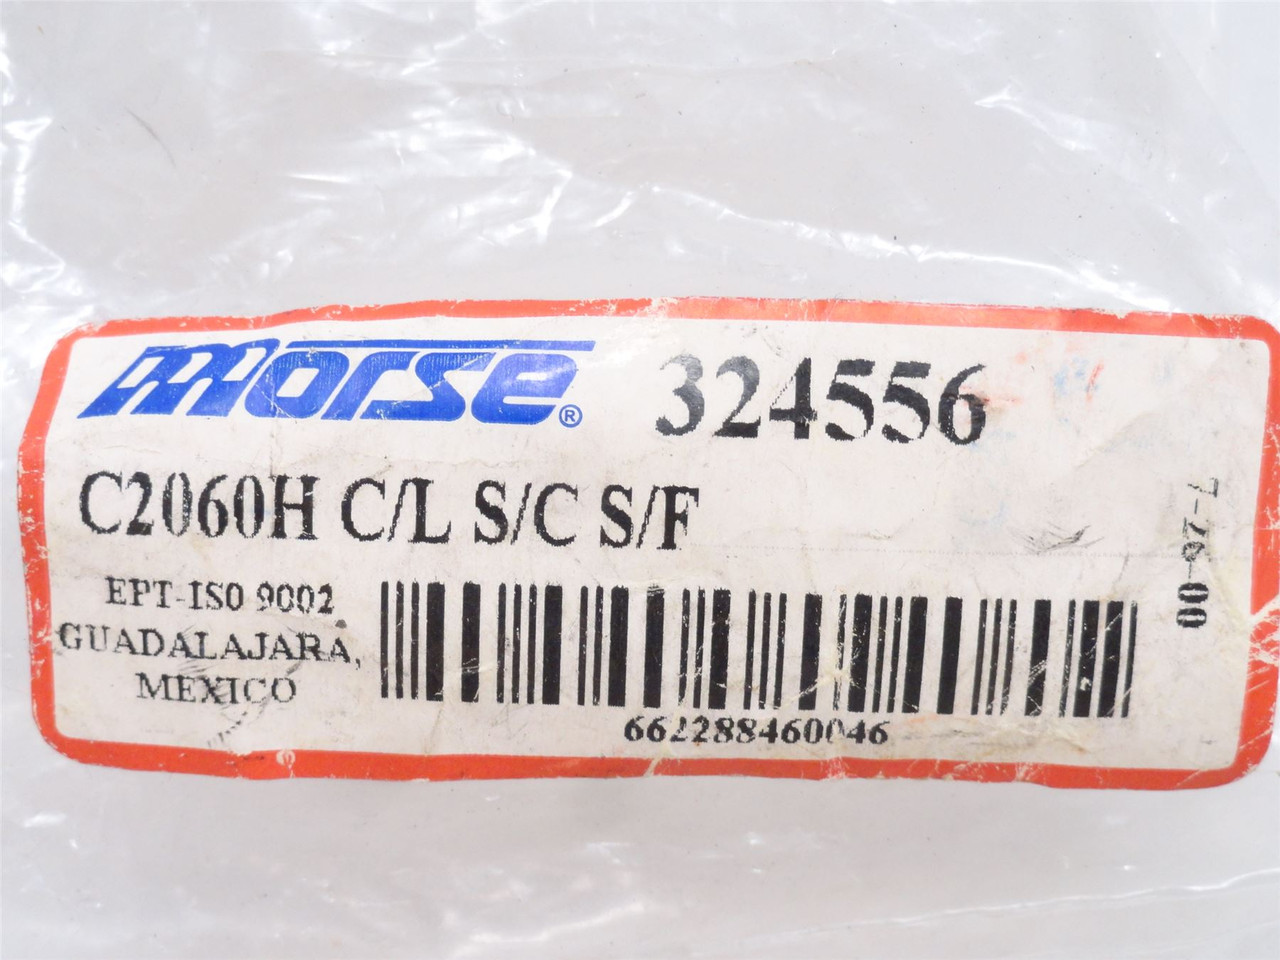 morse® 324556
C2060H C/L S/C S/F
EPT-ISO 9002
GUADALAJARA,
MEXICO
662288460046
7-26-00